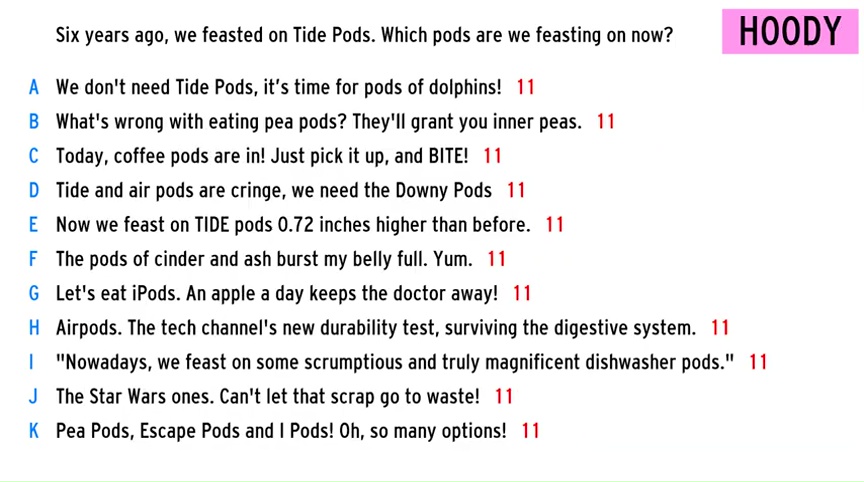 Six years ago, we feasted on Tide Pods. Which pods are we feasting on now?
HOODY
A We don't need Tide Pods, it’s time for pods of dolphins! 11
B What's wrong with eating pea pods? They'll grant you inner peas. 11
C Today, coffee pods are in! Just pick it up, and BITE! 11
D Tide and air pods are cringe, we need the Downy Pods 11
E Now we feast on TIDE pods 0.72 inches higher than before. 11
F The pods of cinder and ash burst my belly full. Yum. 11
G Let's eat iPods. An apple a day keeps the doctor away! 11
H Airpods. The tech channel's new durability test, surviving the digestive system. 11
I "Nowadays, we feast on some scrumptious and truly magnificent dishwasher pods." 11
J The Star Wars ones. Can't let that scrap go to waste! 11
K Pea Pods, Escape Pods and I Pods! Oh, so many options! 11